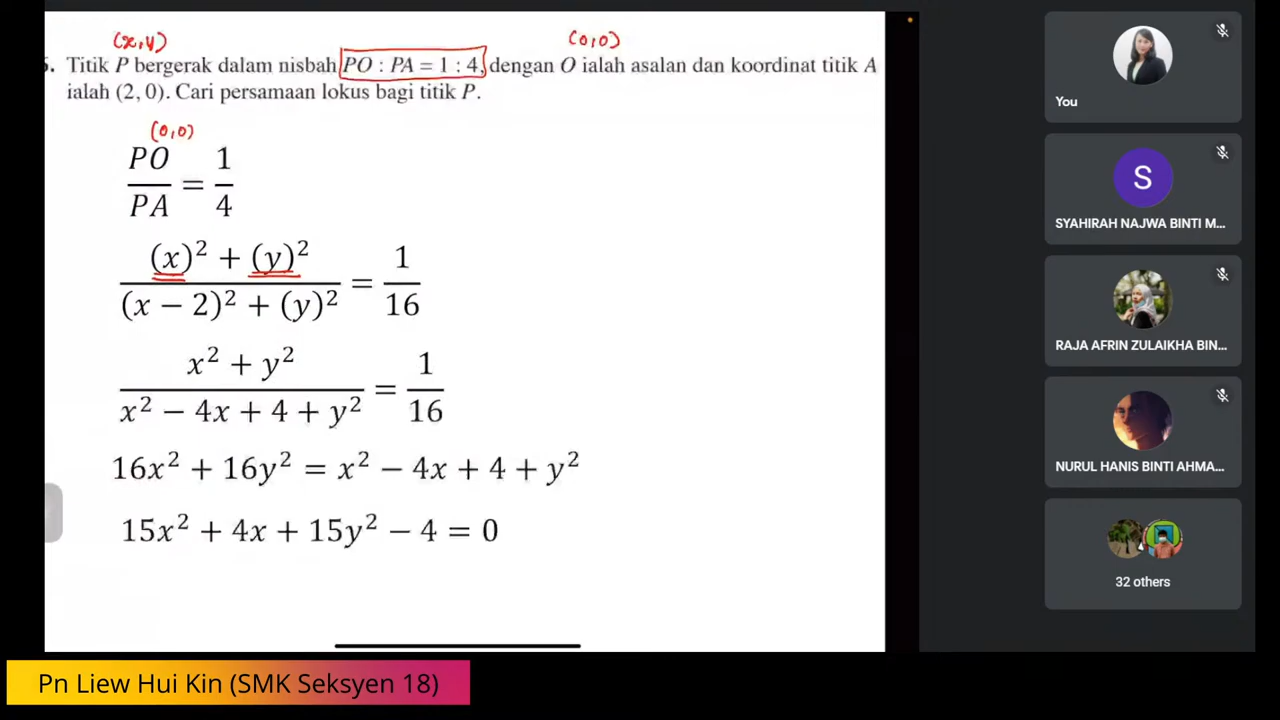 (x,y)
(0,0)
5. Titik P bergerak dalam nisbah PO : PA = 1 : 4, dengan O ialah asalan dan koordinat titik A
ialah (2, 0). Cari persamaan lokus bagi titik P.
(0,0)
PO/PA = 1/4
((x)² + (y)²)/((x − 2)² + (y)²) = 1/16
(x² + y²)/(x² − 4x + 4 + y²) = 1/16
16x² + 16y² = x² − 4x + 4 + y²
15x² + 4x + 15y² − 4 = 0
You
S
SYAHIRAH NAJWA BINTI M...
RAJA AFRIN ZULAIKHA BIN...
NURUL HANIS BINTI AHMA...
32 others
Pn Liew Hui Kin (SMK Seksyen 18)